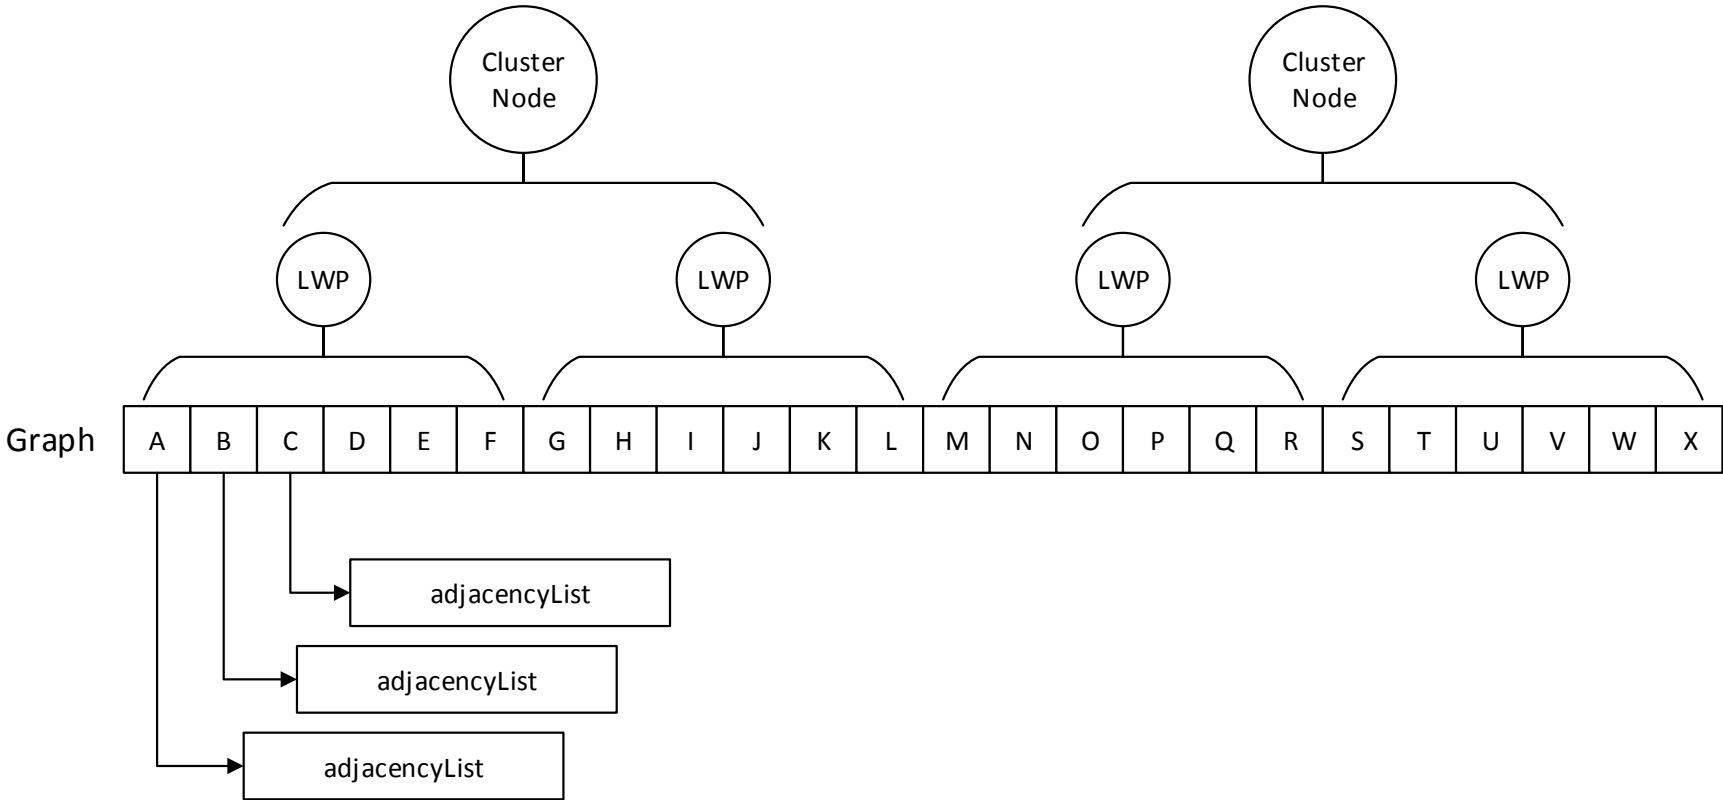 Cluster
Node
Cluster
Node
LWP LWP LWP LWP
Graph A B C D E F G H I J K L M N O P Q R S T U V W X
adjacencyList
adjacencyList
adjacencyList